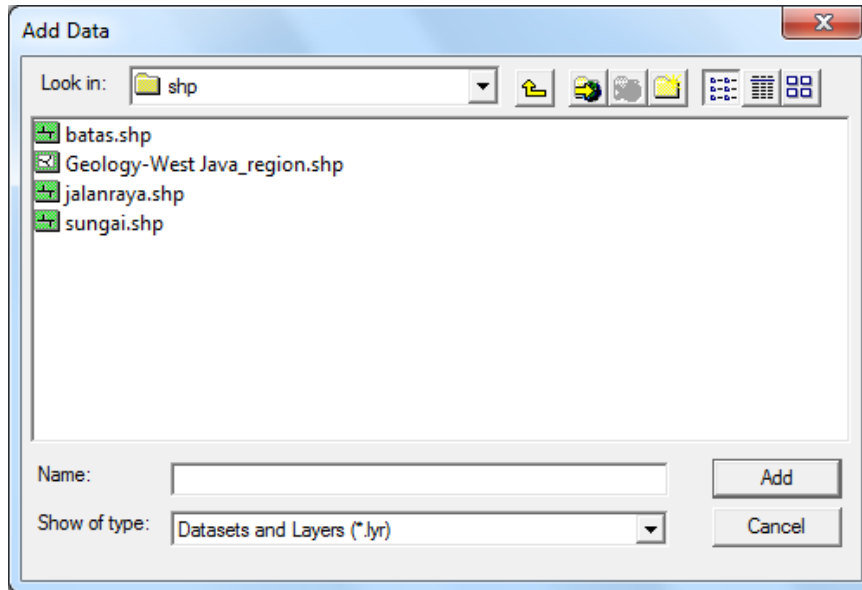 Add Data
Look in: shp
batas.shp
Geology-West Java_region.shp
jalanraya.shp
sungai.shp
Name: Add
Show of type: Datasets and Layers (*.lyr) Cancel